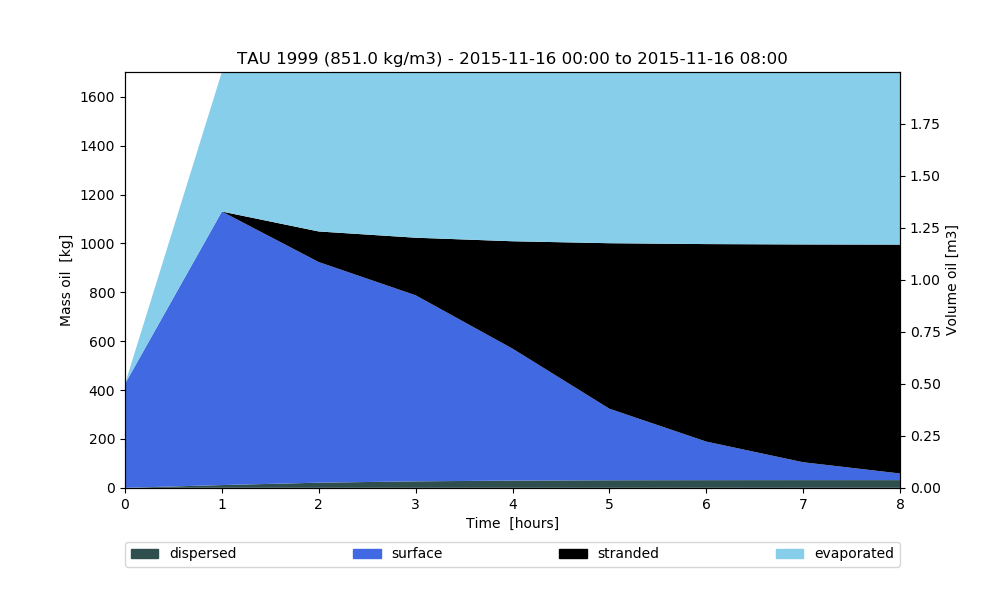 TAU 1999 (851.0 kg/m3) - 2015-11-16 00:00 to 2015-11-16 08:00
1600
1400
1200
1000
800
600
400
200
0
Mass oil [kg]
1.75
1.50
1.25
1.00
0.75
0.50
0.25
0.00
Volume oil [m3]
0 1 2 3 4 5 6 7 8
Time [hours]
dispersed surface stranded evaporated